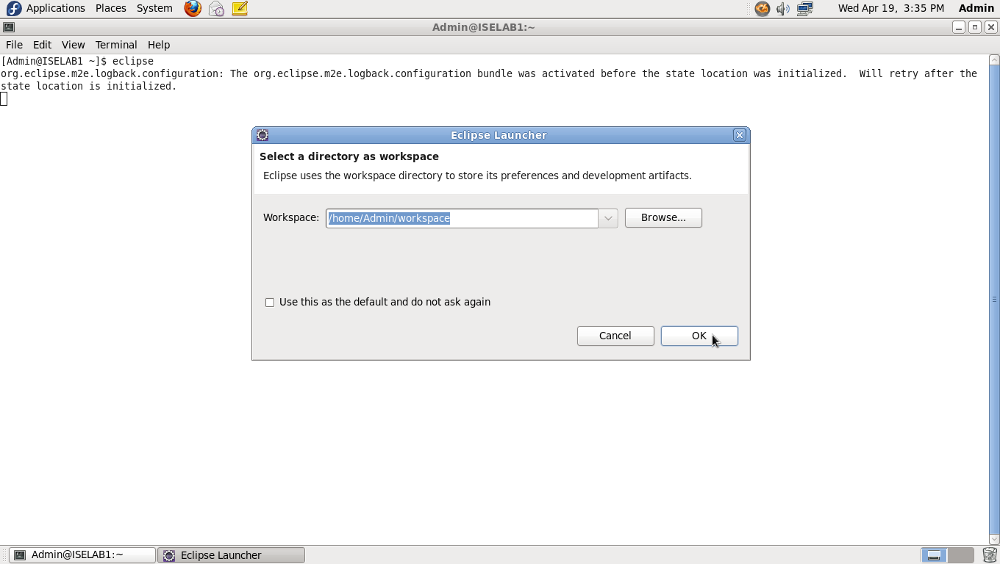 Applications Places System Wed Apr 19, 3:35 PM Admin
Admin@ISELAB1:~
File Edit View Terminal Help
[Admin@ISELAB1 ~]$ eclipse
org.eclipse.m2e.logback.configuration: The org.eclipse.m2e.logback.configuration bundle was activated before the state location was initialized.  Will retry after the
state location is initialized.
Eclipse Launcher
Select a directory as workspace
Eclipse uses the workspace directory to store its preferences and development artifacts.
Workspace: /home/Admin/workspace Browse...
Use this as the default and do not ask again
Cancel OK
Admin@ISELAB1:~ Eclipse Launcher